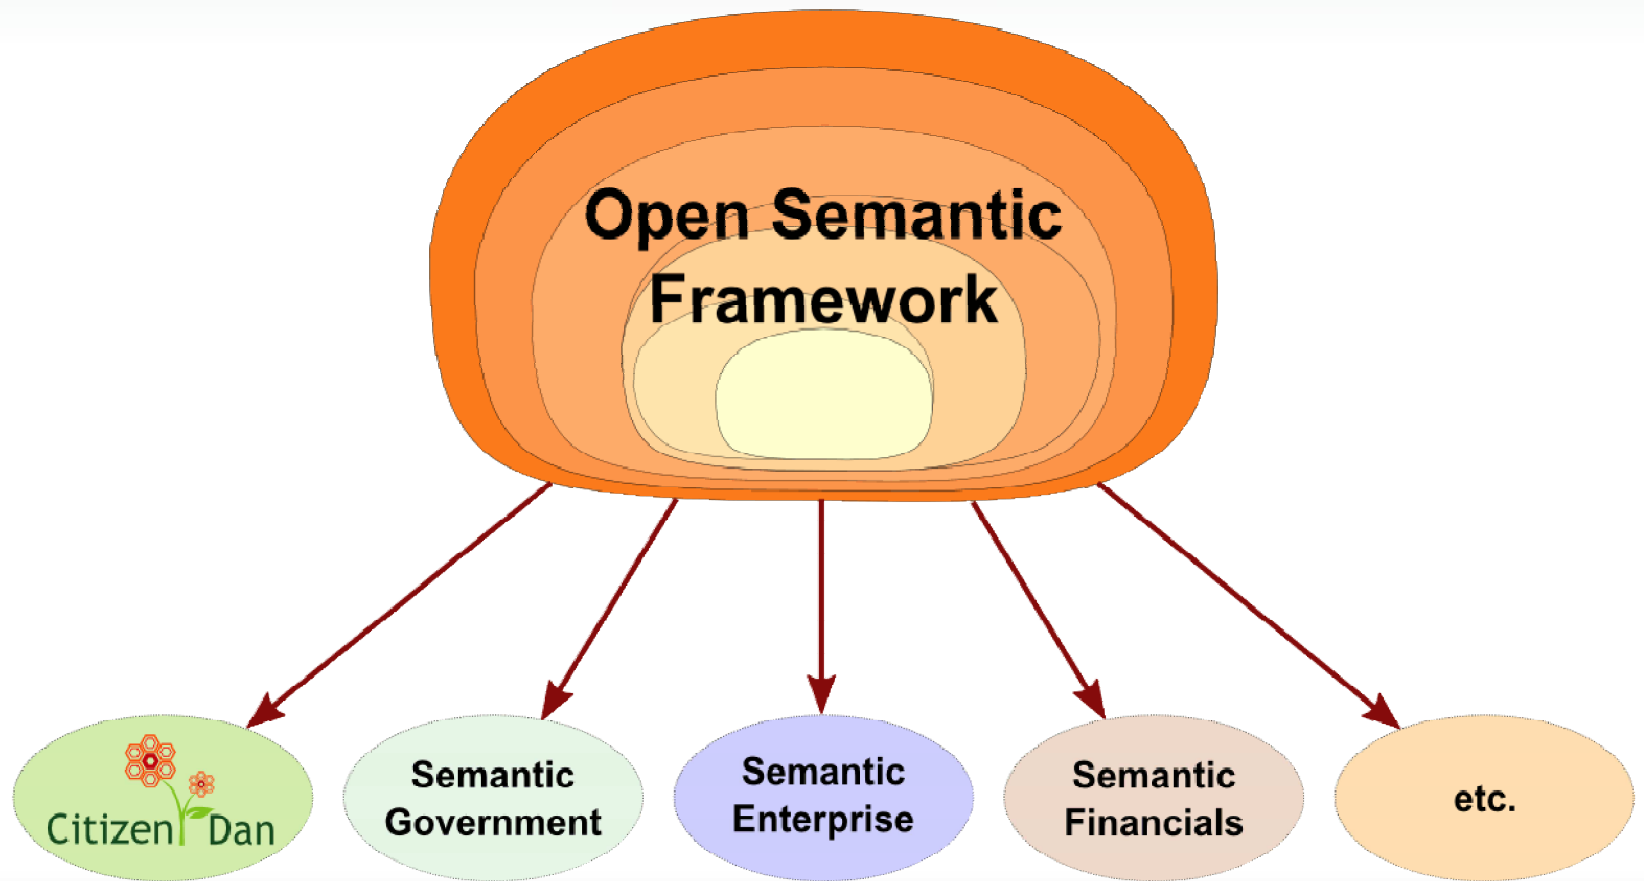 Open Semantic
Framework
Citizen Dan
Semantic
Government
Semantic
Enterprise
Semantic
Financials
etc.